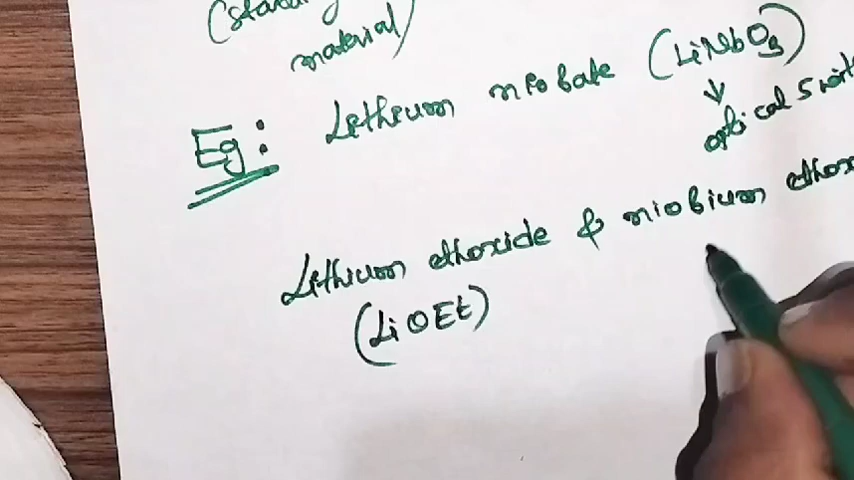 material)
Eg: Lithium niobate (LiNbO3)
↓
optical
Lithium ethoxide & niobium
(LiOEt)